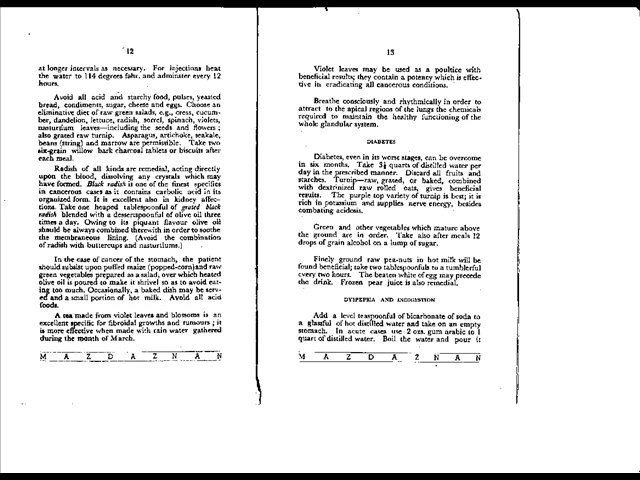 12
at longer intervals as necessary. For injections heat
the water to 114 degrees fahr. and administer every 12
hours.
Avoid all acid and starchy food, pulses, yeasted
bread, condiments, sugar, cheese and eggs. Choose an
eliminative diet of raw green salads, e.g., cress, cucum-
ber, dandelion, lettuce, radish, sorrel, spinach, violets,
nasturtium leaves—including the seeds and flowers;
also grated raw turnip. Asparagus, artichoke, seakale,
beans (string) and marrow are permissible. Take two
six-grain willow bark charcoal tablets or biscuits after
each meal.
Radish of all kinds are remedial, acting directly
upon the blood, dissolving any crystals which may
have formed. Black radish is one of the finest specifics
in cancerous cases as it contains carbolic acid in its
organized form. It is excellent also in kidney affec-
tions. Take one heaped tablespoonful of grated black
radish blended with a dessertspoonful of olive oil three
times a day. Owing to its piquant flavour olive oil
should be always combined therewith in order to soothe
the membraneous lining. (Avoid the combination
of radish with buttercups and nasturtiums.)
In the case of cancer of the stomach, the patient
should subsist upon puffed maize (popped-corn) and raw
green vegetables prepared as a salad, over which heated
olive oil is poured to make it shrivel so as to avoid eat-
ing too much. Occasionally, a baked dish may be serv-
ed and a small portion of hot milk. Avoid all acid
foods.
A tea made from violet leaves and blossoms is an
excellent specific for fibroidal growths and tumours; it
is more effective when made with rain water gathered
during the month of March.
M A Z D A Z N A N
13
Violet leaves may be used as a poultice with
beneficial results; they contain a potency which is effec-
tive in eradicating all cancerous conditions.
Breathe consciously and rhythmically in order to
attract to the apical regions of the lungs the chemicals
required to maintain the healthy functioning of the
whole glandular system.
DIABETES
Diabetes, even in its worst stages, can be overcome
in six months. Take 3½ quarts of distilled water per
day in the prescribed manner. Discard all fruits and
starches. Turnip—raw, grated, or baked, combined
with dextrinized raw rolled oats, gives beneficial
results. The purple top variety of turnip is best; it is
rich in potassium and supplies nerve energy, besides
combating acidosis.
Green and other vegetables which mature above
the ground are in order. Take also after meals 12
drops of grain alcohol on a lump of sugar.
Finely ground raw pea-nuts in hot milk will be
found beneficial; take two tablespoonfuls to a tumblerful
every two hours. The beaten white of egg may precede
the drink. Frozen pear juice is also remedial.
DYSPEPSIA AND INDIGESTION
Add a level teaspoonful of bicarbonate of soda to
a glassful of hot distilled water and take on an empty
stomach. In acute cases use 2 ozs. gum arabic to 1
quart of distilled water. Boil the water and pour it
M A Z D A Z N A N